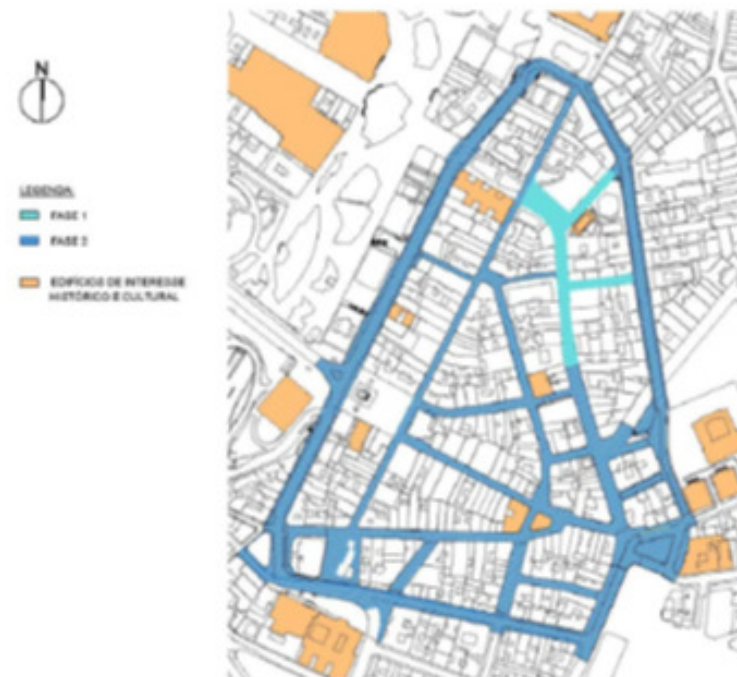 N
LEGENDA:
FASE 1
FASE 2
EDIFÍCIOS DE INTERESSE
HISTÓRICO E CULTURAL